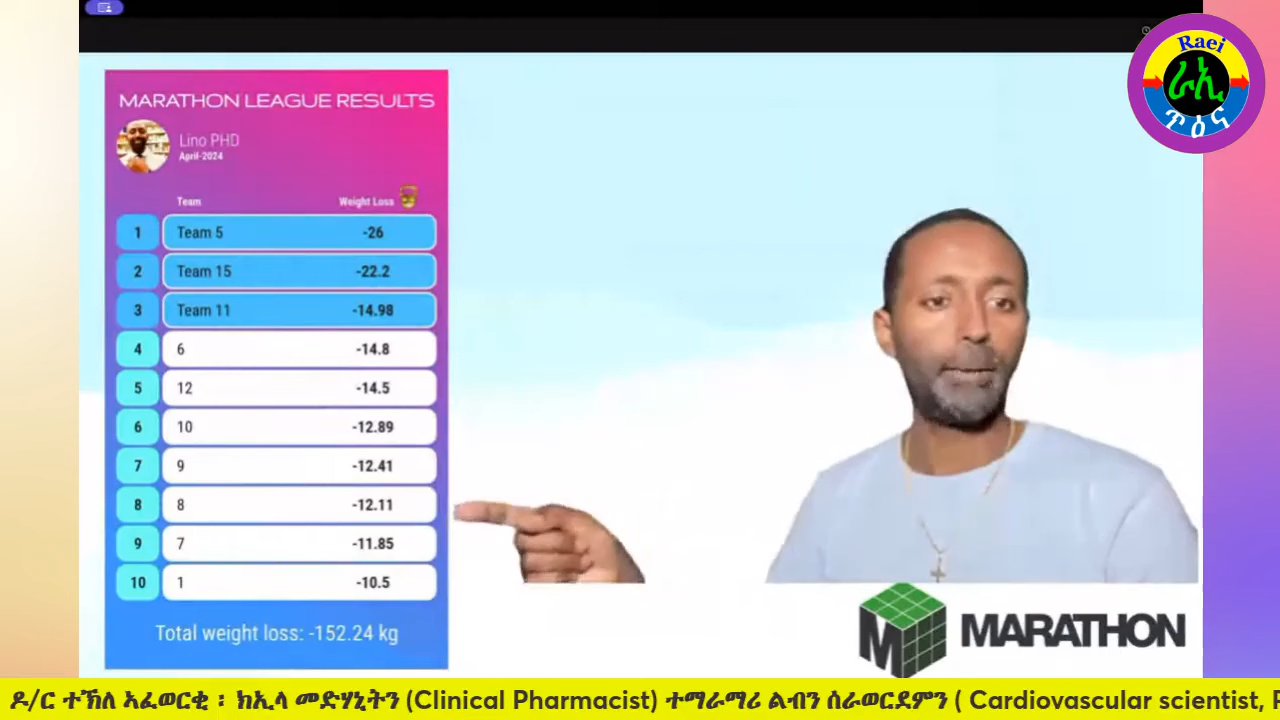 Raei
ራኢ
ጥዕና
MARATHON LEAGUE RESULTS
Lino PHD
April-2024
Team Weight Loss
1 Team 5 -26
2 Team 15 -22.2
3 Team 11 -14.98
4 6 -14.8
5 12 -14.5
6 10 -12.89
7 9 -12.41
8 8 -12.11
9 7 -11.85
10 1 -10.5
Total weight loss: -152.24 kg
M MARATHON
ዶ/ር ተኽለ ኣፈወርቂ ፡ ክኢላ መድሃኒትን (Clinical Pharmacist) ተማራማሪ ልብን ሰራወርደምን ( Cardiovascular scientist, P